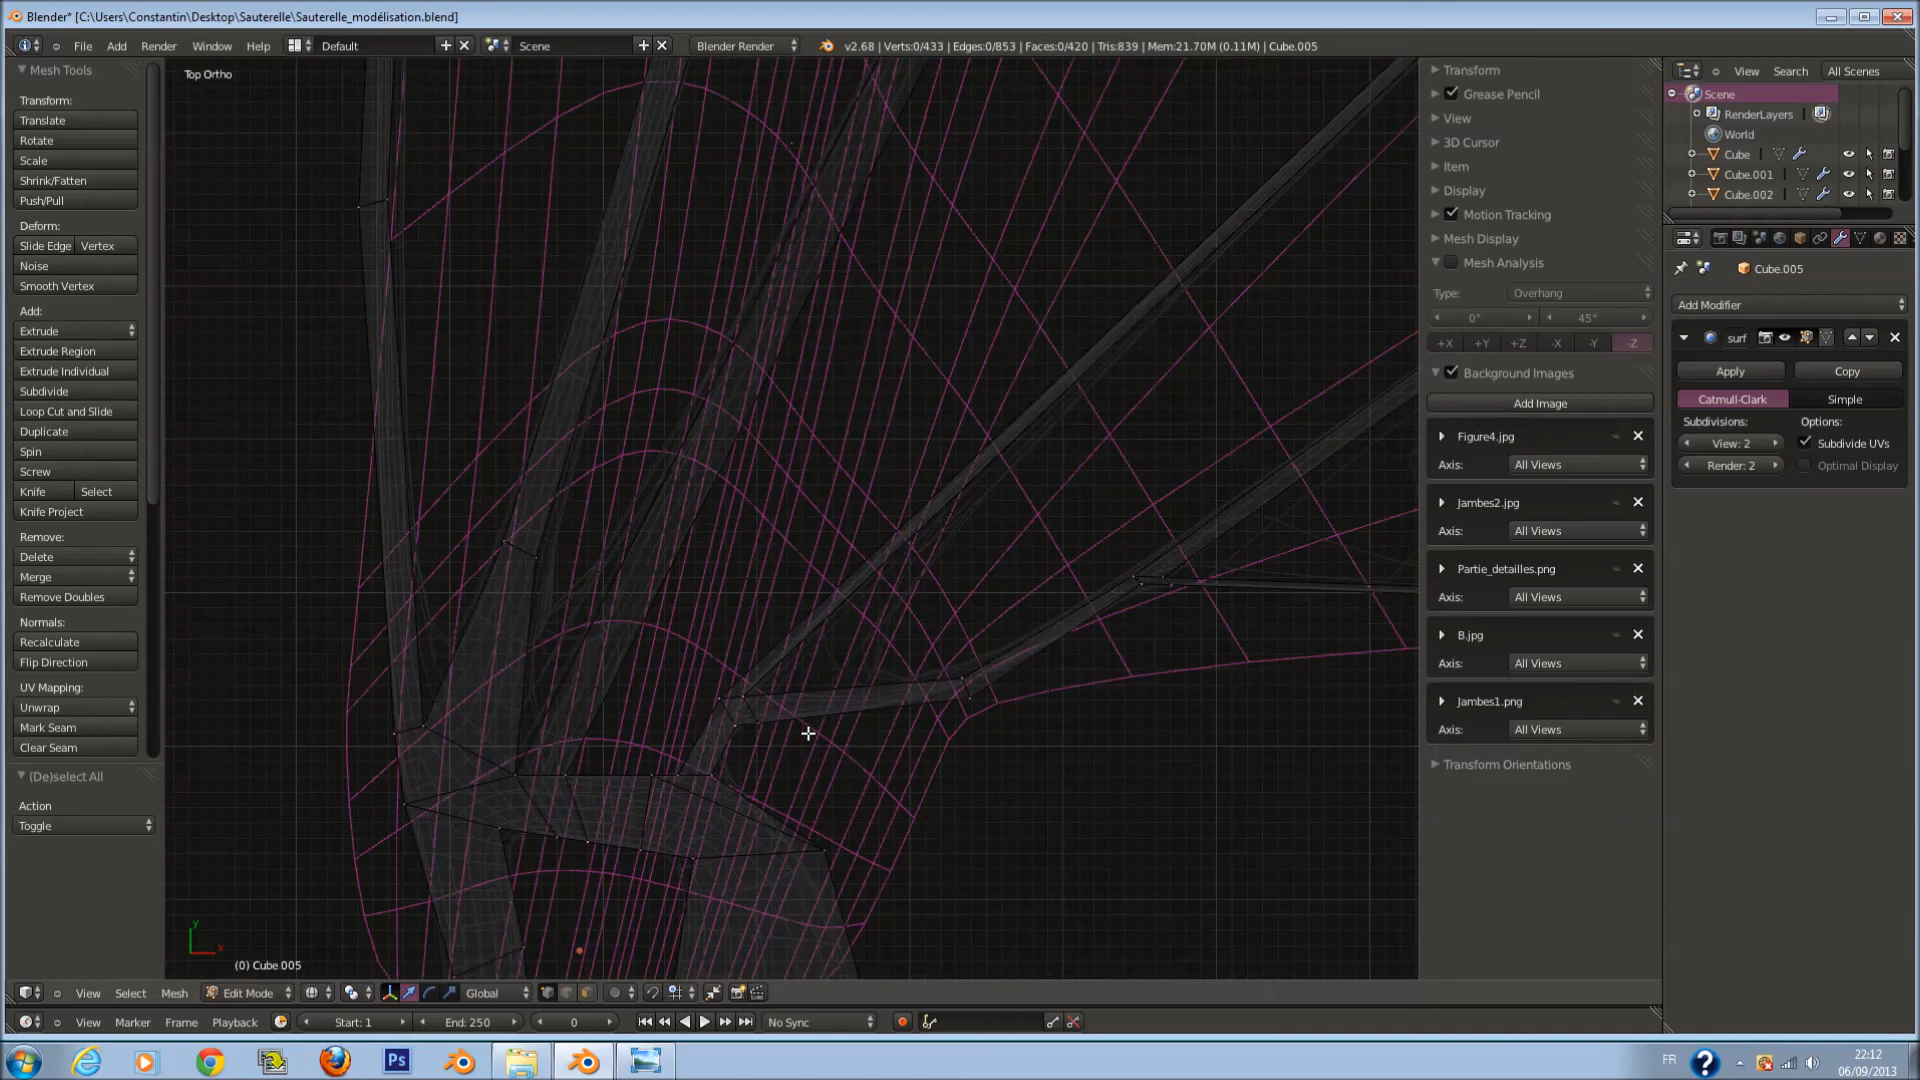 Blender* [C:\Users\Constantin\Desktop\Sauterelle\Sauterelle_modélisation.blend]
File Add Render Window Help Default Scene Blender Render v2.68 | Verts:0/433 | Edges:0/853 | Faces:0/420 | Tris:839 | Mem:21.70M (0.11M) | Cube.005
Mesh Tools
Transform:
Translate
Rotate
Scale
Shrink/Fatten
Push/Pull
Deform:
Slide Edge Vertex
Noise
Smooth Vertex
Add:
Extrude
Extrude Region
Extrude Individual
Subdivide
Loop Cut and Slide
Duplicate
Spin
Screw
Knife Select
Knife Project
Remove:
Delete
Merge
Remove Doubles
Normals:
Recalculate
Flip Direction
UV Mapping:
Unwrap
Mark Seam
Clear Seam
(De)select All
Action
Toggle
Top Ortho
y
x
(0) Cube.005
Transform
Grease Pencil
View
3D Cursor
Item
Display
Motion Tracking
Mesh Display
Mesh Analysis
Type: Overhang
0° 45°
+X +Y +Z -X -Y -Z
Background Images
Add Image
Figure4.jpg
Axis: All Views
Jambes2.jpg
Axis: All Views
Partie_detailles.png
Axis: All Views
B.jpg
Axis: All Views
Jambes1.png
Axis: All Views
Transform Orientations
View Search All Scenes
Scene
RenderLayers
World
Cube
Cube.001
Cube.002
Cube.005
Add Modifier
surf
Apply Copy
Catmull-Clark Simple
Subdivisions: Options:
View: 2 Subdivide UVs
Render: 2 Optimal Display
View Select Mesh Edit Mode Global
View Marker Frame Playback Start: 1 End: 250 0 No Sync
Ps
FR
22:12
06/09/2013